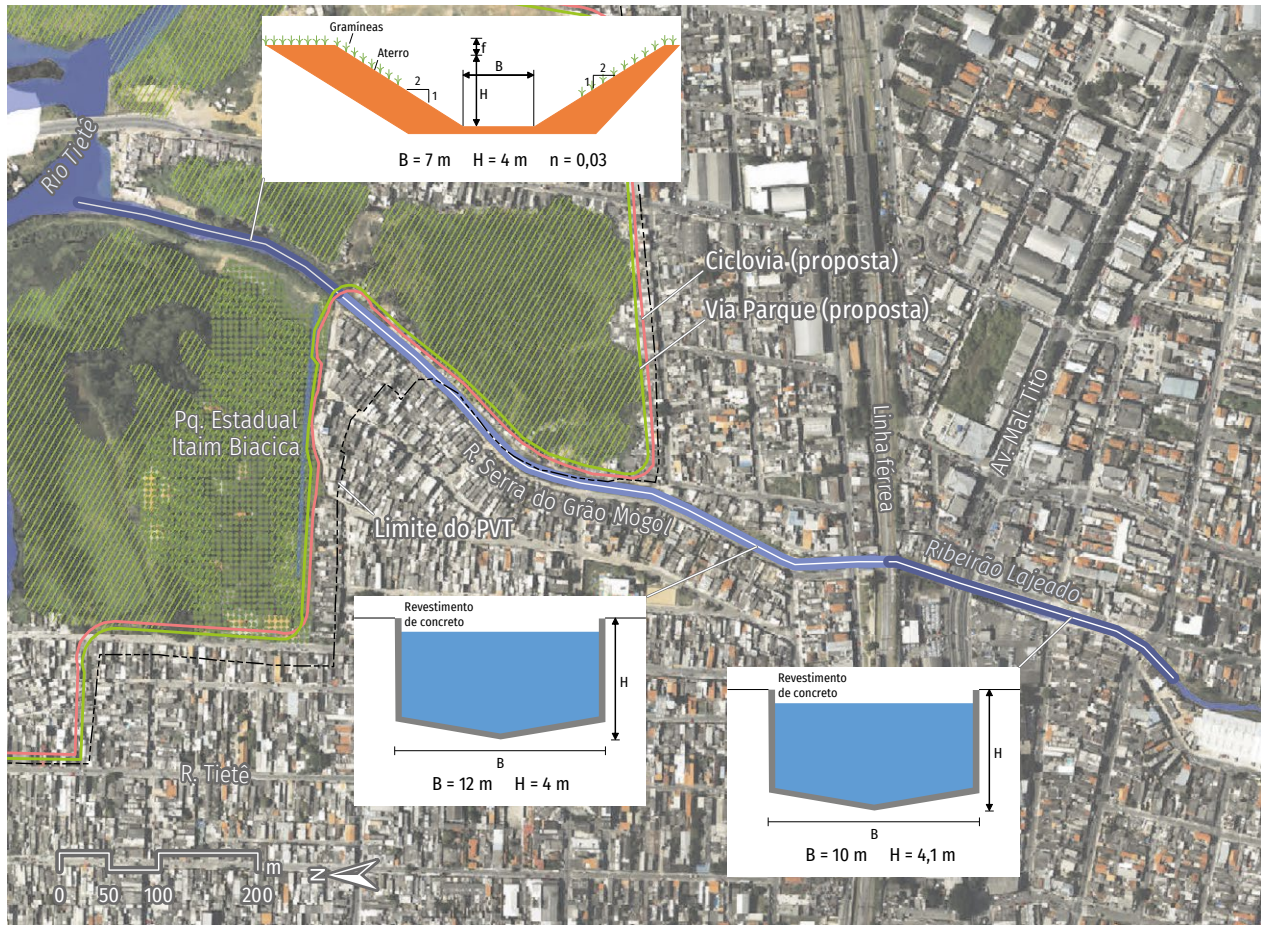 Gramíneas
Aterro
f
B
2
1
H
2
1
B = 7 m H = 4 m n = 0,03
Rio Tietê
Ciclovia (proposta)
Via Parque (proposta)
Pq. Estadual
Itaim Biacica
Limite do PVT
R. Serra do Grão Mogol
Linha férrea
Av. Mal. Tito
Ribeirão Lajeado
Revestimento
de concreto
H
B
B = 12 m H = 4 m
Revestimento
de concreto
H
B
B = 10 m H = 4,1 m
R. Tietê
m
0 50 100 200
N